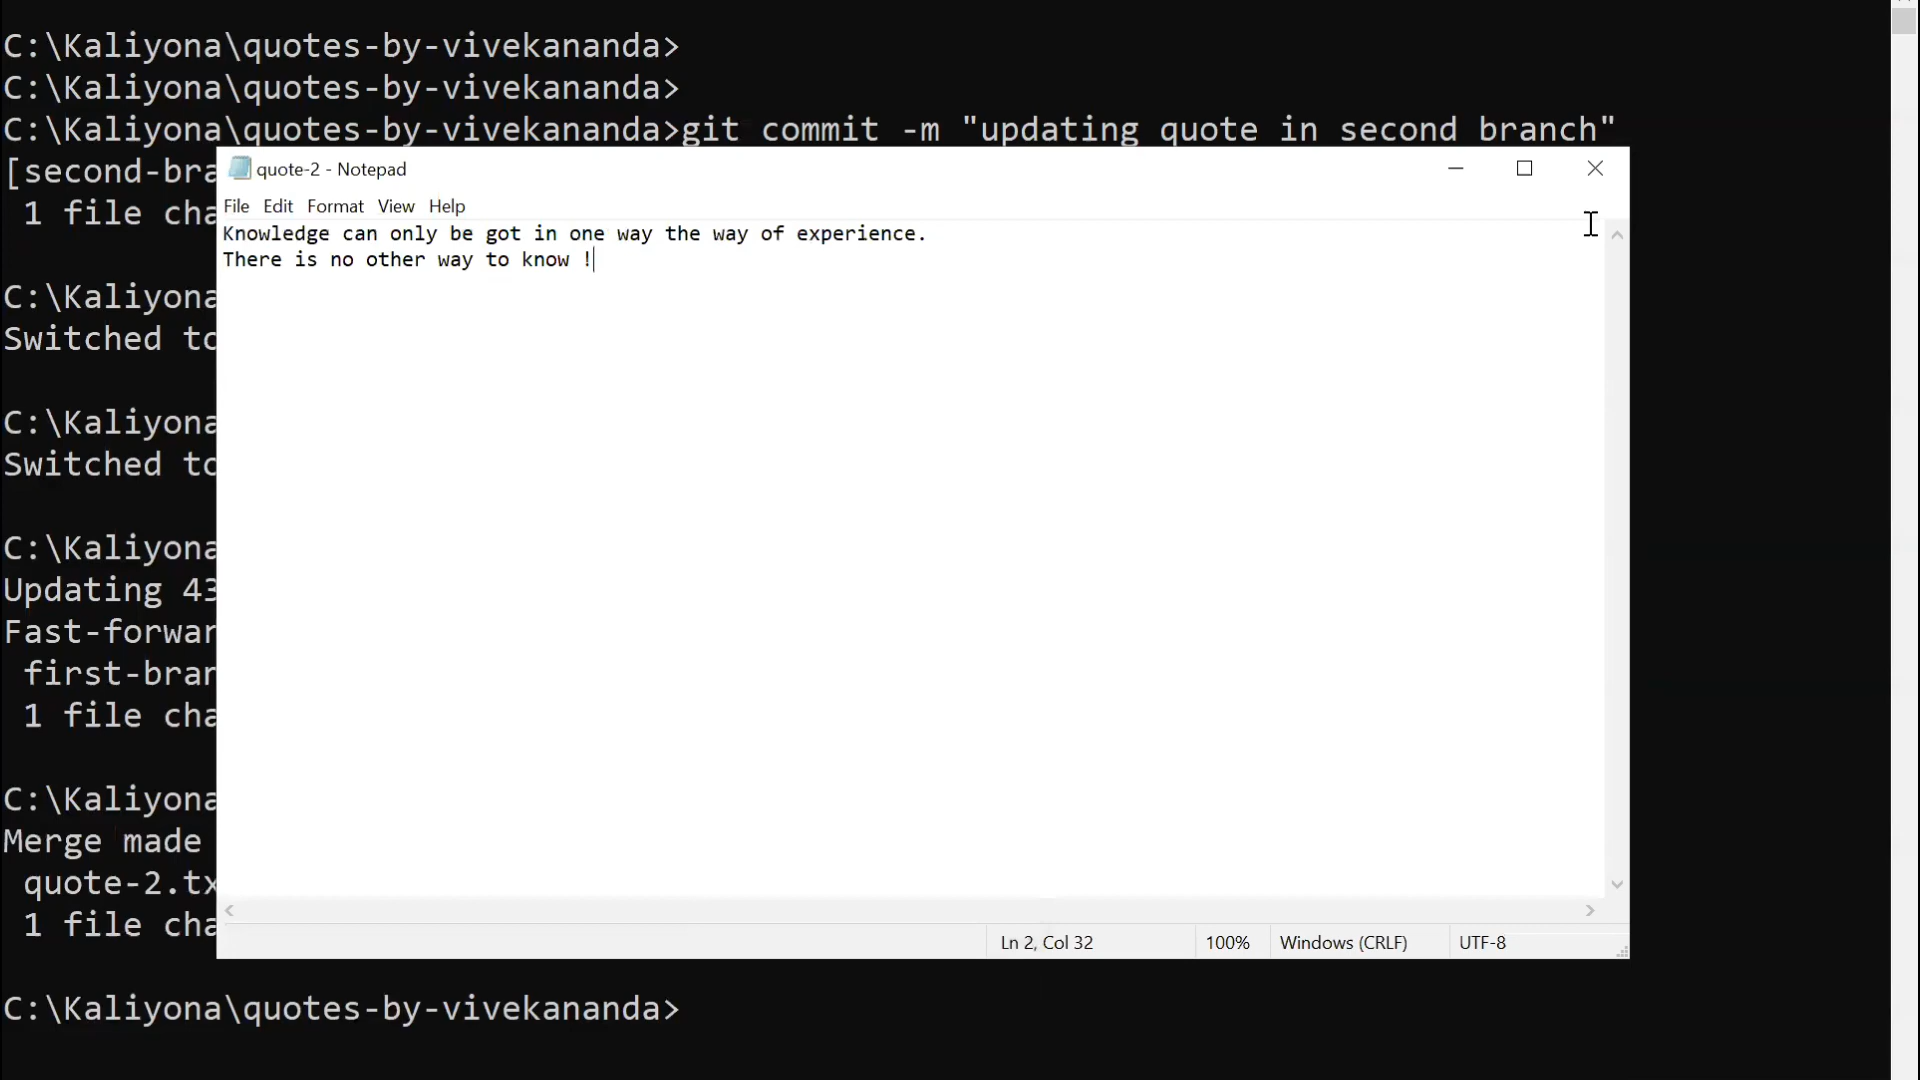 C:\Kaliyona\quotes-by-vivekananda>
C:\Kaliyona\quotes-by-vivekananda>
C:\Kaliyona\quotes-by-vivekananda>git commit -m "updating quote in second branch"
[second-bra
1 file cha
C:\Kaliyona
Switched to
C:\Kaliyona
Switched to
C:\Kaliyona
Updating 43
Fast-forwar
first-bran
1 file cha
C:\Kaliyona
Merge made
quote-2.tx
1 file cha
C:\Kaliyona\quotes-by-vivekananda>
quote-2 - Notepad
File Edit Format View Help
Knowledge can only be got in one way the way of experience.
There is no other way to know !
Ln 2, Col 32 100% Windows (CRLF) UTF-8